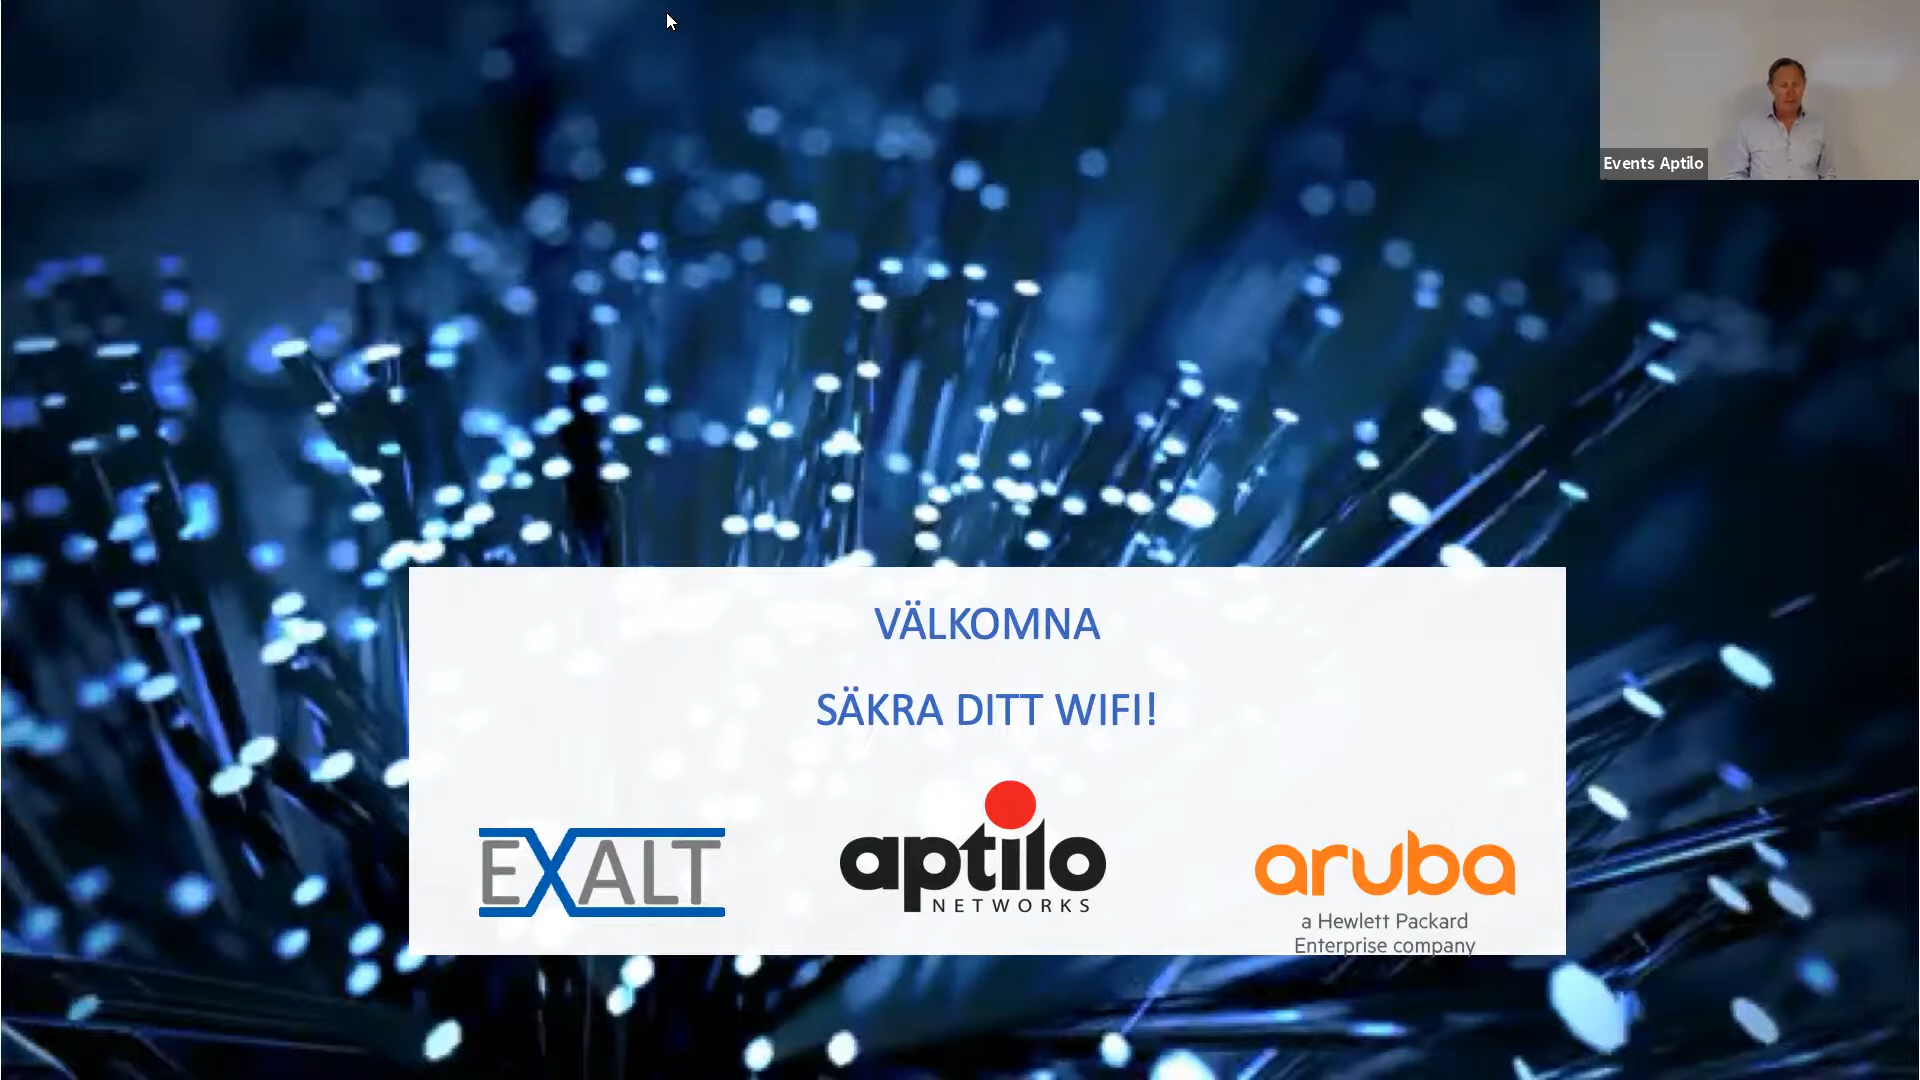 Events Aptilo
VÄLKOMNA
SÄKRA DITT WIFI!
EXALT
aptilo
NETWORKS
aruba
a Hewlett Packard
Enterprise company